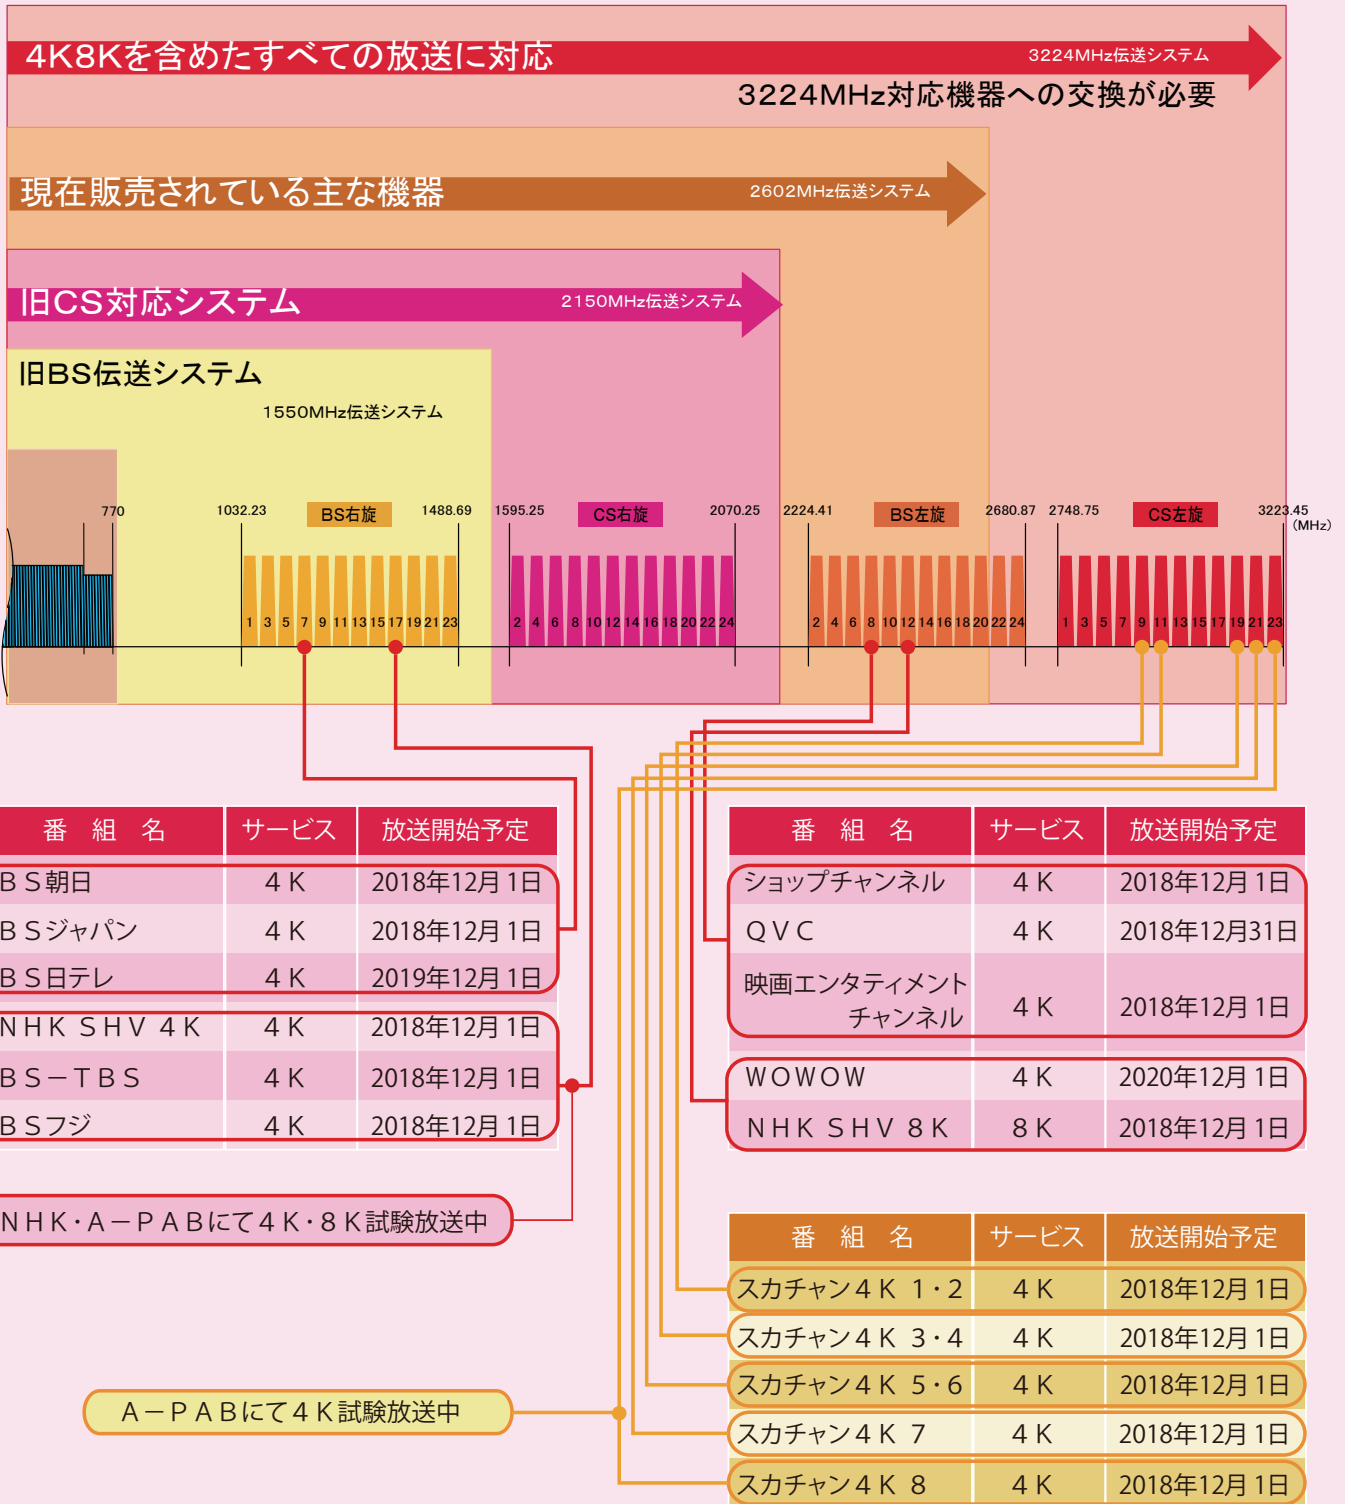 4K8Kを含めたすべての放送に対応
3224MHz伝送システム
3224MHz対応機器への交換が必要
現在販売されている主な機器
2602MHz伝送システム
旧CS対応システム
2150MHz伝送システム
旧BS伝送システム
1550MHz伝送システム
770 1032.23 BS右旋 1488.69 1595.25 CS右旋 2070.25 2224.41 BS左旋 2680.87 2748.75 CS左旋 3223.45
(MHz)
1 3 5 7 9 11 13 15 17 19 21 23 2 4 6 8 10 12 14 16 18 20 22 24 2 4 6 8 10 12 14 16 18 20 22 24 1 3 5 7 9 11 13 15 17 19 21 23
番組名 サービス 放送開始予定
BS朝日 4K 2018年12月1日
BSジャパン 4K 2018年12月1日
BS日テレ 4K 2019年12月1日
NHK SHV 4K 4K 2018年12月1日
BS－TBS 4K 2018年12月1日
BSフジ 4K 2018年12月1日
NHK・A－PABにて4K・8K試験放送中
A－PABにて4K試験放送中
番組名 サービス 放送開始予定
ショップチャンネル 4K 2018年12月1日
QVC 4K 2018年12月31日
映画エンタティメント
チャンネル 4K 2018年12月1日
WOWOW 4K 2020年12月1日
NHK SHV 8K 8K 2018年12月1日
番組名 サービス 放送開始予定
スカチャン4K 1・2 4K 2018年12月1日
スカチャン4K 3・4 4K 2018年12月1日
スカチャン4K 5・6 4K 2018年12月1日
スカチャン4K 7 4K 2018年12月1日
スカチャン4K 8 4K 2018年12月1日